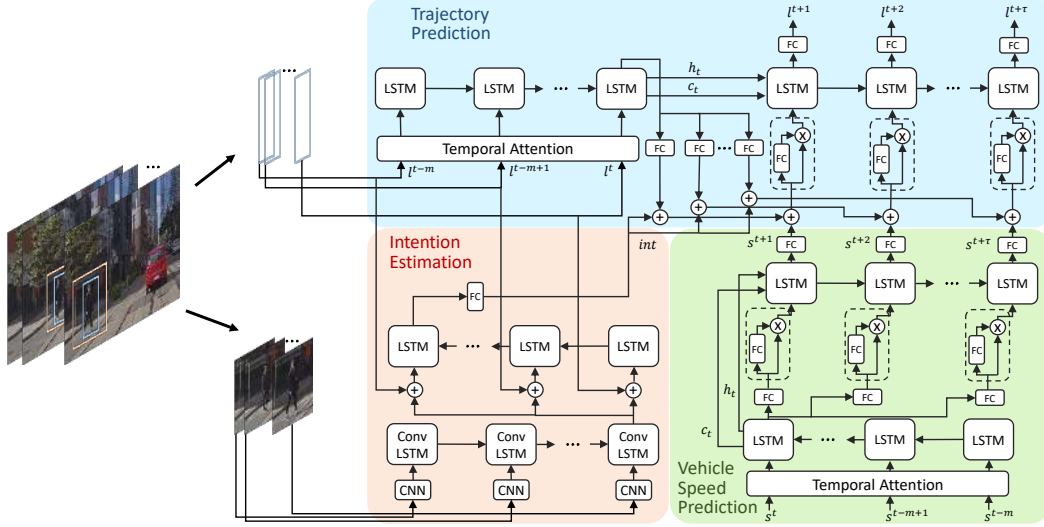 Trajectory
Prediction
l^{t+1} l^{t+2} l^{t+τ}
FC FC FC
LSTM LSTM ... LSTM h_t c_t LSTM LSTM ... LSTM
x x x
FC FC FC
Temporal Attention
FC FC ... FC
l^{t-m} l^{t-m+1} l^t
+ + + + + +
Intention
Estimation
int
s^{t+1} s^{t+2} s^{t+τ}
FC FC FC
FC
LSTM LSTM ... LSTM
LSTM ... LSTM LSTM
x x x
FC FC FC
+ + +
h_t
FC FC FC
c_t
Conv
LSTM
Conv
LSTM
...
Conv
LSTM
LSTM ... LSTM LSTM
CNN CNN CNN
Vehicle
Speed
Prediction
Temporal Attention
s^t s^{t-m+1} s^{t-m}